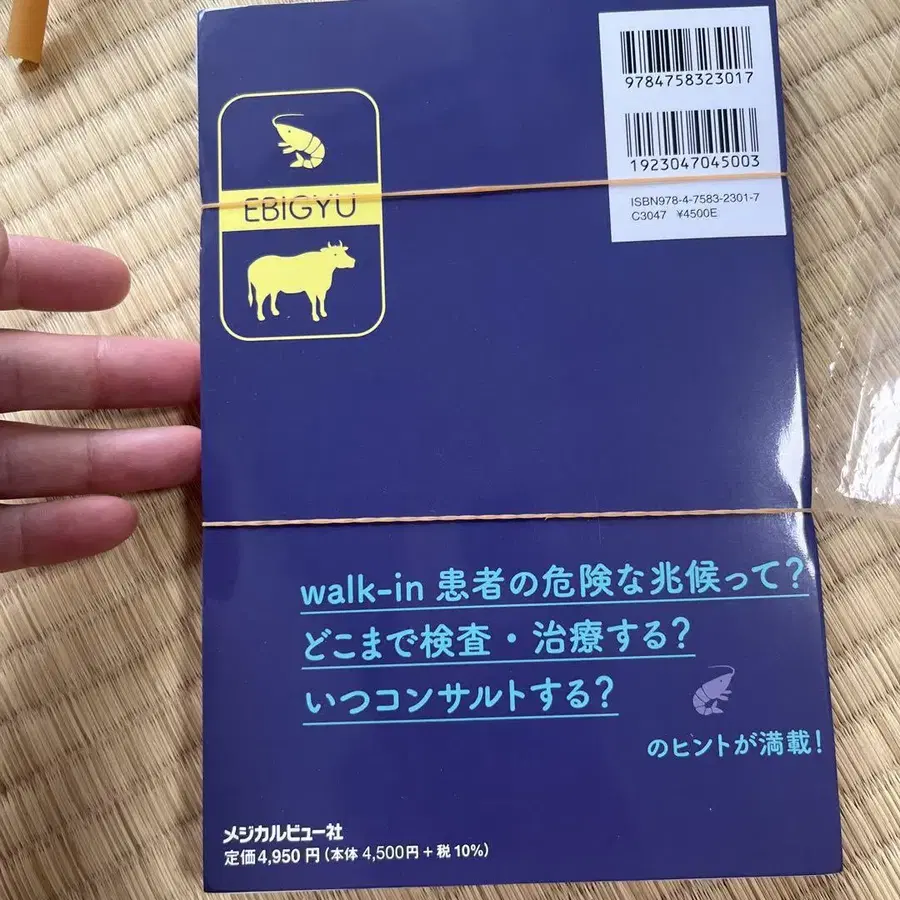 EBIGYU
9784758323017
1923047045003
ISBN978-4-7583-2301-7
C3047 ¥4500E
walk-in 患者の危険な兆候って?
どこまで検査・治療する?
いつコンサルトする?
のヒントが満載!
メジカルビュー社
定価4,950円(本体 4,500円+税10%)